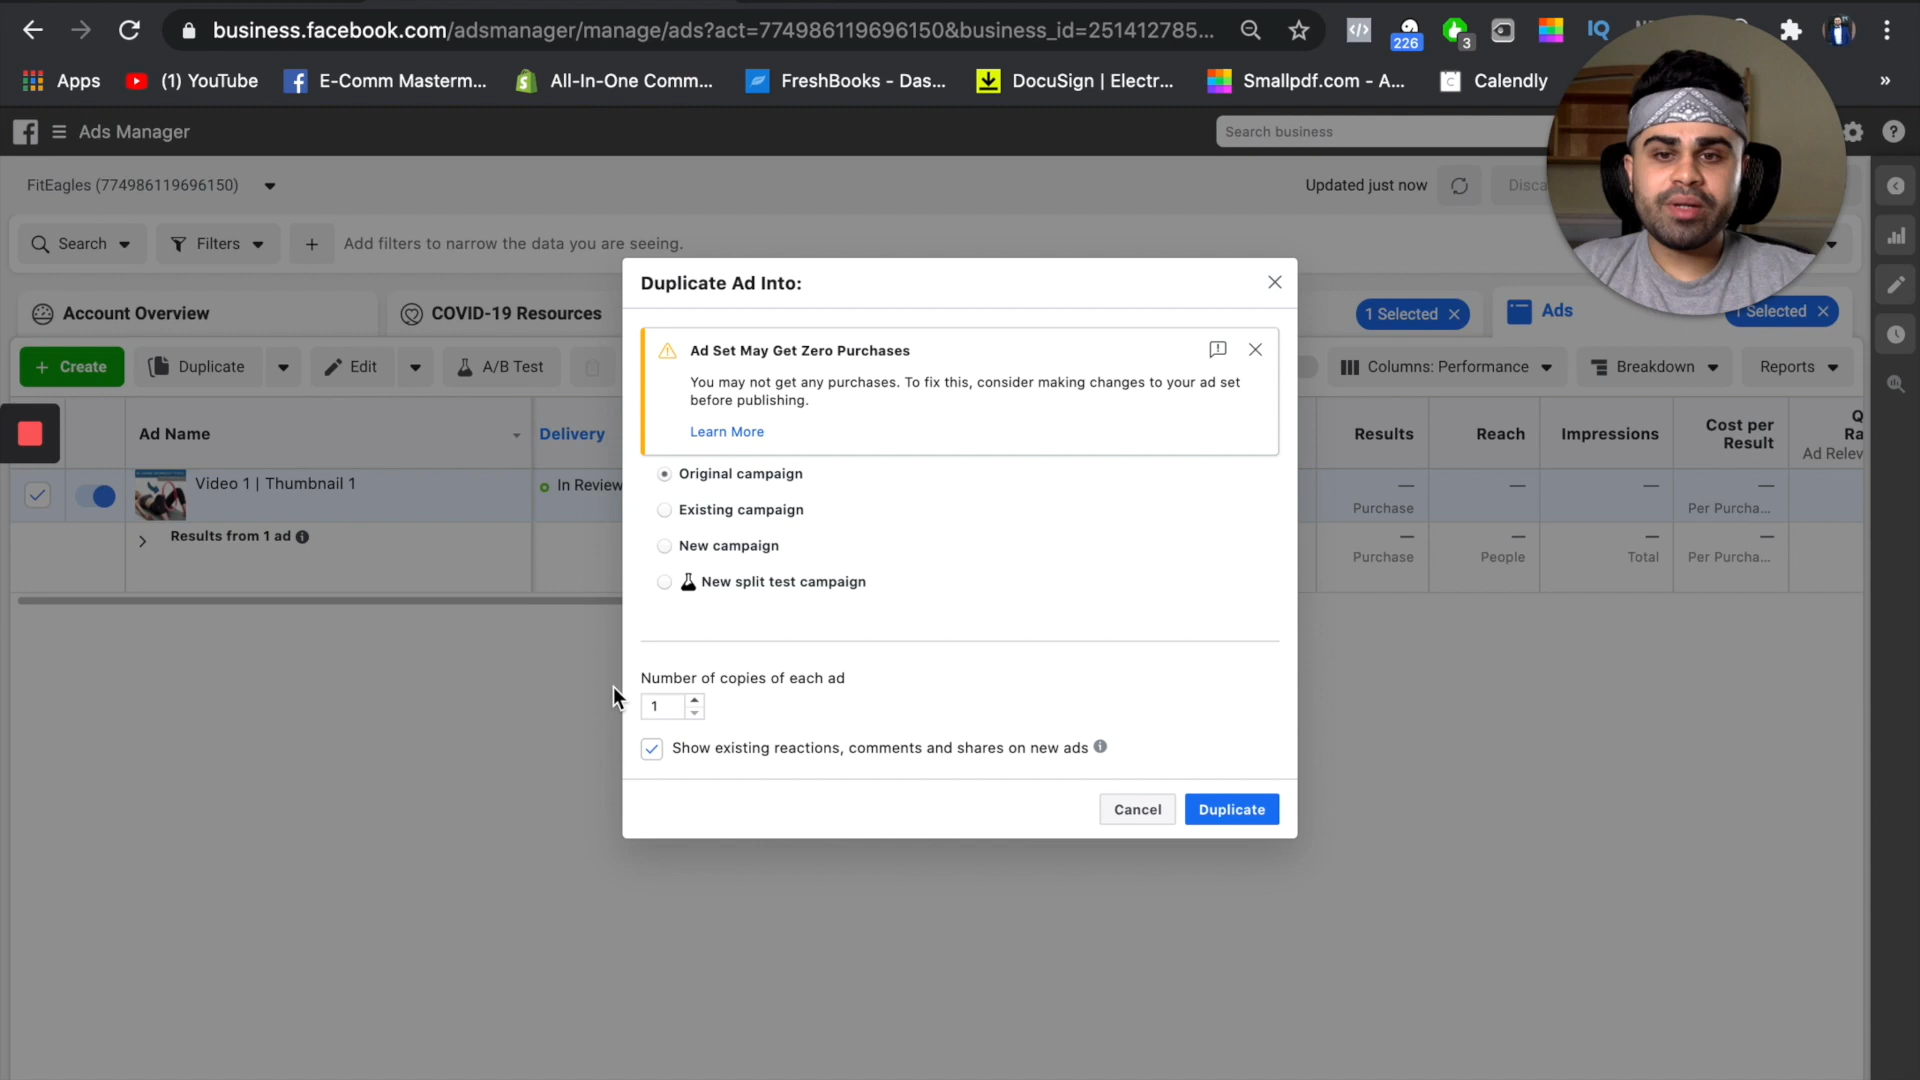 business.facebook.com/adsmanager/manage/ads?act=774986119696150&business_id=251412785...
226
3
IQ
Apps
(1) YouTube
E-Comm Masterm...
All-In-One Comm...
FreshBooks - Das...
DocuSign | Electr...
Smallpdf.com - A...
Calendly
»
Ads Manager
Search business
FitEagles (774986119696150)
Updated just now
Disca
Search
Filters
Add filters to narrow the data you are seeing.
Account Overview
COVID-19 Resources
1 Selected
Ads
1 Selected
+ Create
Duplicate
Edit
A/B Test
Columns: Performance
Breakdown
Reports
Ad Name
Delivery
Results
Reach
Impressions
Cost per
Result
Q
Ra
Ad Relev
Video 1 | Thumbnail 1
In Review
—
—
—
—
Purchase
Per Purcha...
Results from 1 ad
—
—
—
—
Purchase
People
Total
Per Purcha...
Duplicate Ad Into:
Ad Set May Get Zero Purchases
You may not get any purchases. To fix this, consider making changes to your ad set
before publishing.
Learn More
Original campaign
Existing campaign
New campaign
New split test campaign
Number of copies of each ad
1
Show existing reactions, comments and shares on new ads
Cancel
Duplicate